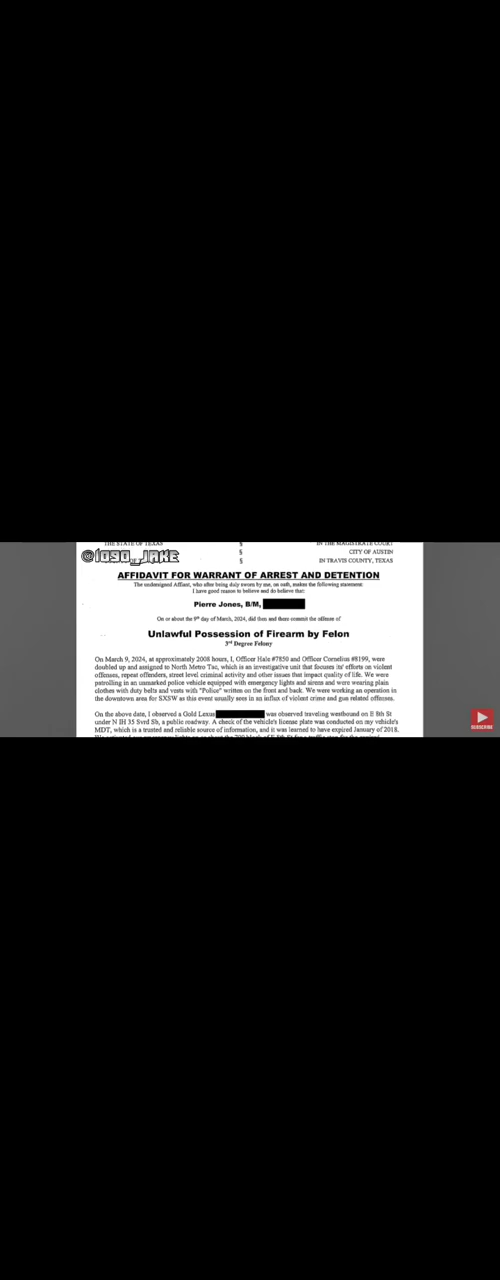 THE STATE OF TEXAS § IN THE MAGISTRATE COURT
@1090_JAKE § CITY OF AUSTIN
§ IN TRAVIS COUNTY, TEXAS
AFFIDAVIT FOR WARRANT OF ARREST AND DETENTION
The undersigned Affiant, who after being duly sworn by me, on oath, makes the following statement:
I have good reason to believe and do believe that:
Pierre Jones, B/M,
On or about the 9th day of March, 2024, did then and there commit the offense of
Unlawful Possession of Firearm by Felon
3rd Degree Felony
On March 9, 2024, at approximately 2008 hours, I, Officer Hale #7850 and Officer Cornelius #8199, were
doubled up and assigned to North Metro Tac, which is an investigative unit that focuses its' efforts on violent
offenses, repeat offenders, street level criminal activity and other issues that impact quality of life. We were
patrolling in an unmarked police vehicle equipped with emergency lights and sirens and were wearing plain
clothes with duty belts and vests with "Police" written on the front and back. We were working an operation in
the downtown area for SXSW as this event usually sees in an influx of violent crime and gun related offenses.
On the above date, I observed a Gold Lexus was observed traveling westbound on E 8th St
under N IH 35 Svrd Sb, a public roadway. A check of the vehicle's license plate was conducted on my vehicle's
MDT, which is a trusted and reliable source of information, and it was learned to have expired January of 2018.
SUBSCRIBE